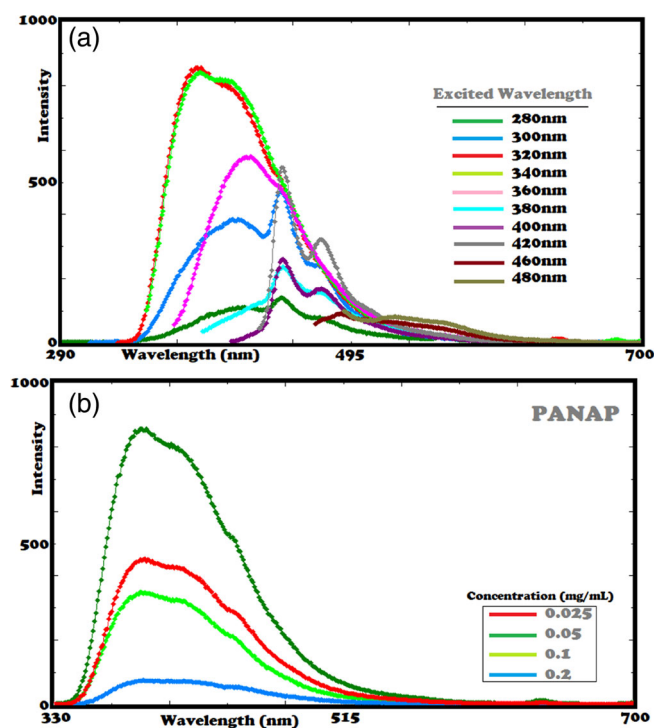 (a)
1000
500
0
Intensity
Excited Wavelength
280nm
300nm
320nm
340nm
360nm
380nm
400nm
420nm
460nm
480nm
290
Wavelength (nm)
495
700
(b)
PANAP
1000
500
0
Intensity
Concentration (mg/mL)
0.025
0.05
0.1
0.2
330
Wavelength (nm)
515
700